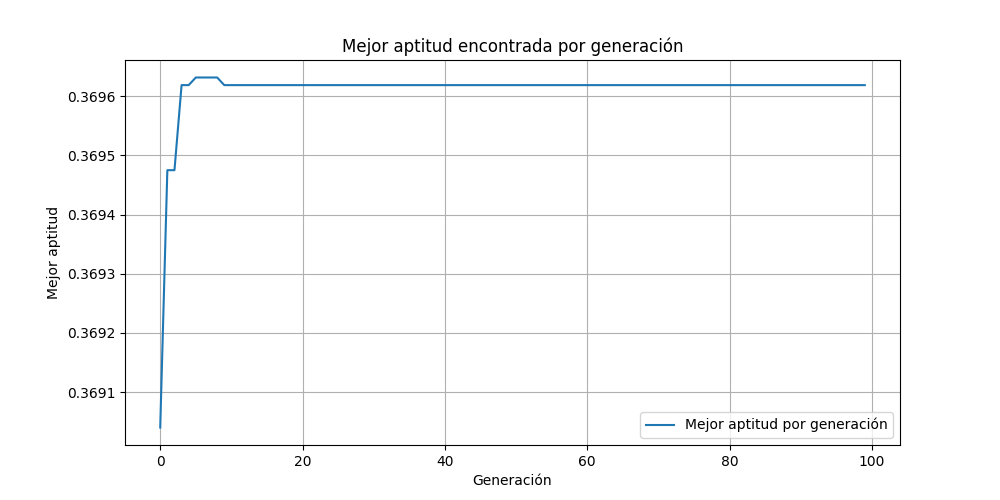 Mejor aptitud encontrada por generación
Mejor aptitud
0.3696
0.3695
0.3694
0.3693
0.3692
0.3691
Mejor aptitud por generación
0 20 40 60 80 100
Generación